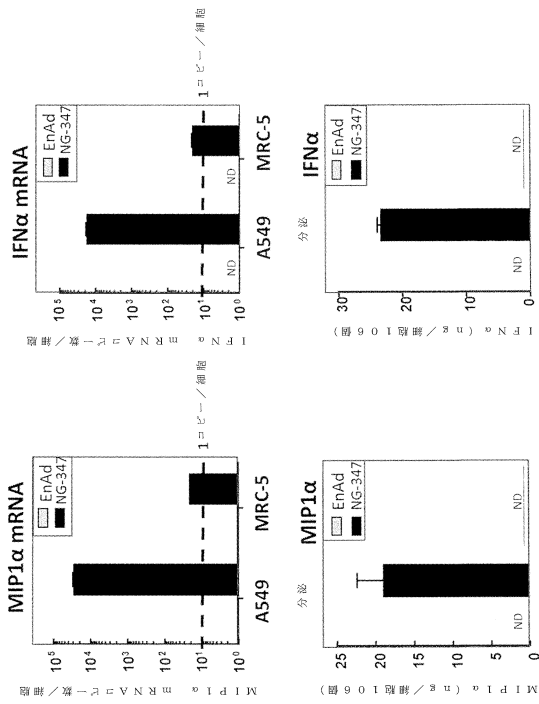 MIP1α mRNA
EnAd
NG-347
MIP1α mRNAコピー数/細胞
10⁵
10⁴
10³
10²
10¹
10⁰
1コピー/細胞
A549
MRC-5
IFNα mRNA
EnAd
NG-347
IFNα mRNAコピー数/細胞
10⁵
10⁴
10³
10²
10¹
10⁰
ND
ND
1コピー/細胞
A549
MRC-5
分泌
MIP1α
EnAd
NG-347
MIP1α(ng/細胞106個)
25
20
15
10
5
0
ND
ND
分泌
IFNα
EnAd
NG-347
IFNα(ng/細胞106個)
30
20
10
0
ND
ND